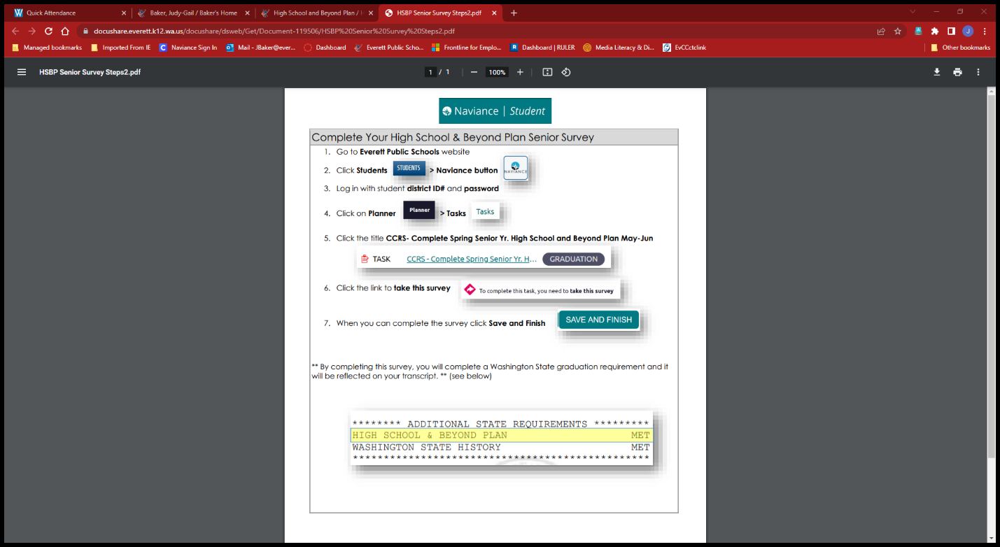 Quick Attendance
Baker, Judy-Gail / Baker's Home
High School and Beyond Plan /
HSBP Senior Survey Steps2.pdf
docushare.everett.k12.wa.us/docushare/dsweb/Get/Document-119506/HSBP%20Senior%20Survey%20Steps2.pdf
J
Managed bookmarks Imported From IE Naviance Sign In Mail - JBaker@ever... Dashboard Everett Public Scho... Frontline for Emplo... Dashboard | RULER Media Literacy & Di... EvCCctclink Other bookmarks
HSBP Senior Survey Steps2.pdf 1 / 1 100%
Naviance | Student
Complete Your High School & Beyond Plan Senior Survey
1. Go to Everett Public Schools website
2. Click Students STUDENTS > Naviance button NAVIANCE
3. Log in with student district ID# and password
4. Click on Planner Planner > Tasks Tasks
5. Click the title CCRS- Complete Spring Senior Yr. High School and Beyond Plan May-Jun
TASK CCRS - Complete Spring Senior Yr. H... GRADUATION
6. Click the link to take this survey To complete this task, you need to take this survey
7. When you can complete the survey click Save and Finish SAVE AND FINISH
** By completing this survey, you will complete a Washington State graduation requirement and it
will be reflected on your transcript. ** (see below)
******** ADDITIONAL STATE REQUIREMENTS *********
HIGH SCHOOL & BEYOND PLAN MET
WASHINGTON STATE HISTORY MET
************************************************